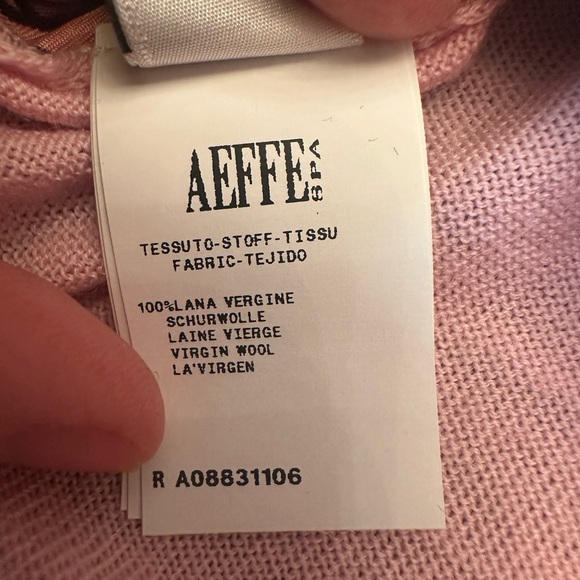 AEFFE SPA
TESSUTO-STOFF-TISSU
FABRIC-TEJIDO
100%LANA VERGINE
SCHURWOLLE
LAINE VIERGE
VIRGIN WOOL
LA'VIRGEN
R A08831106